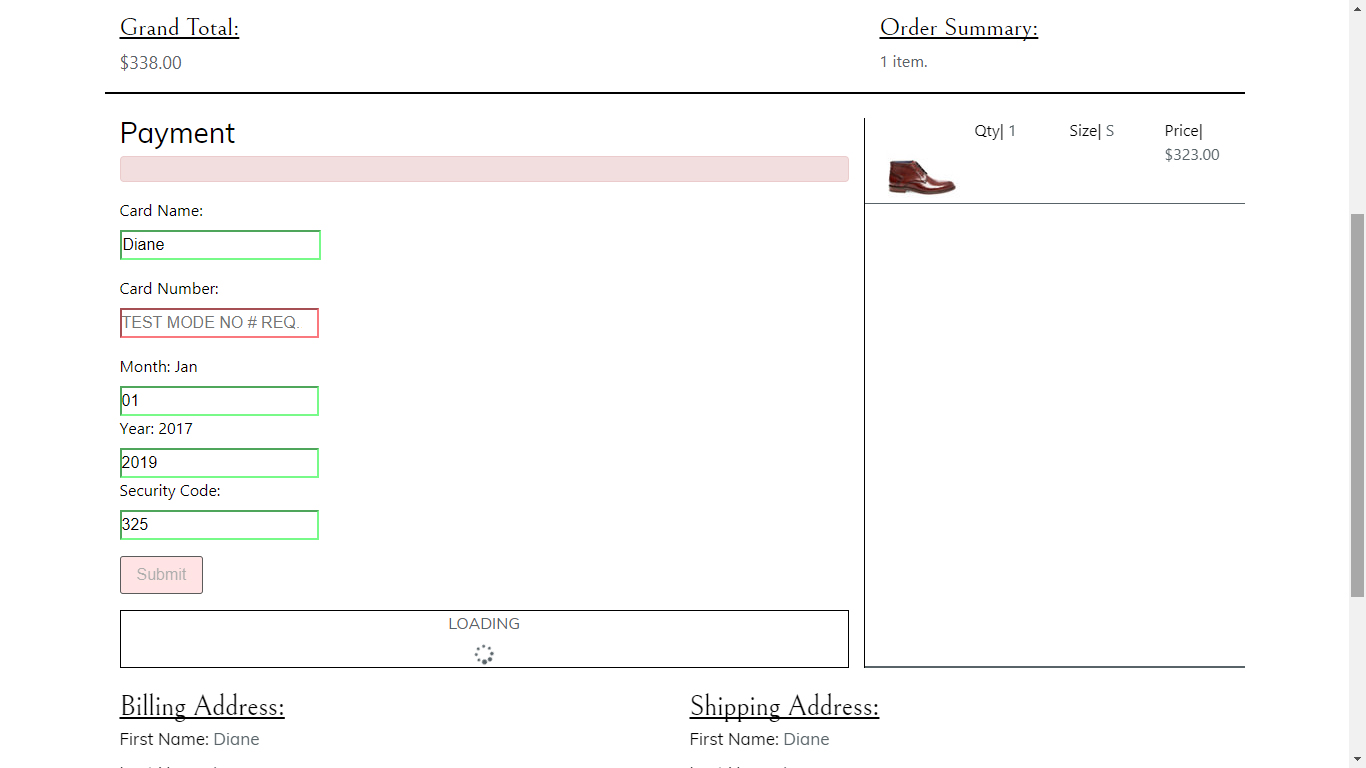 Grand Total:
$338.00
Order Summary:
1 item.
Payment
Card Name:
Diane
Card Number:
TEST MODE NO # REQ.
Month: Jan
01
Year: 2017
2019
Security Code:
325
Submit
LOADING
Qty| 1 Size| S Price|
$323.00
Billing Address:
First Name: Diane
Shipping Address:
First Name: Diane